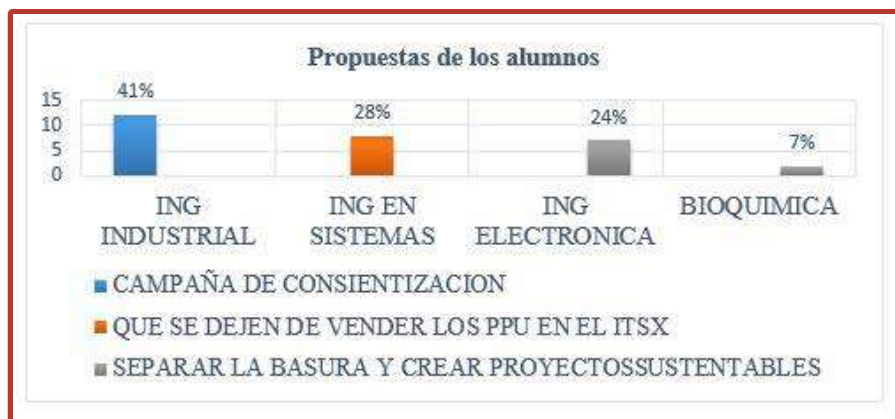 Propuestas de los alumnos
15
10
5
0
41%
28%
24%
7%
ING INDUSTRIAL
ING EN SISTEMAS
ING ELECTRONICA
BIOQUIMICA
CAMPAÑA DE CONSIENTIZACION
QUE SE DEJEN DE VENDER LOS PPU EN EL ITSX
SEPARAR LA BASURA Y CREAR PROYECTOSSUSTENTABLES